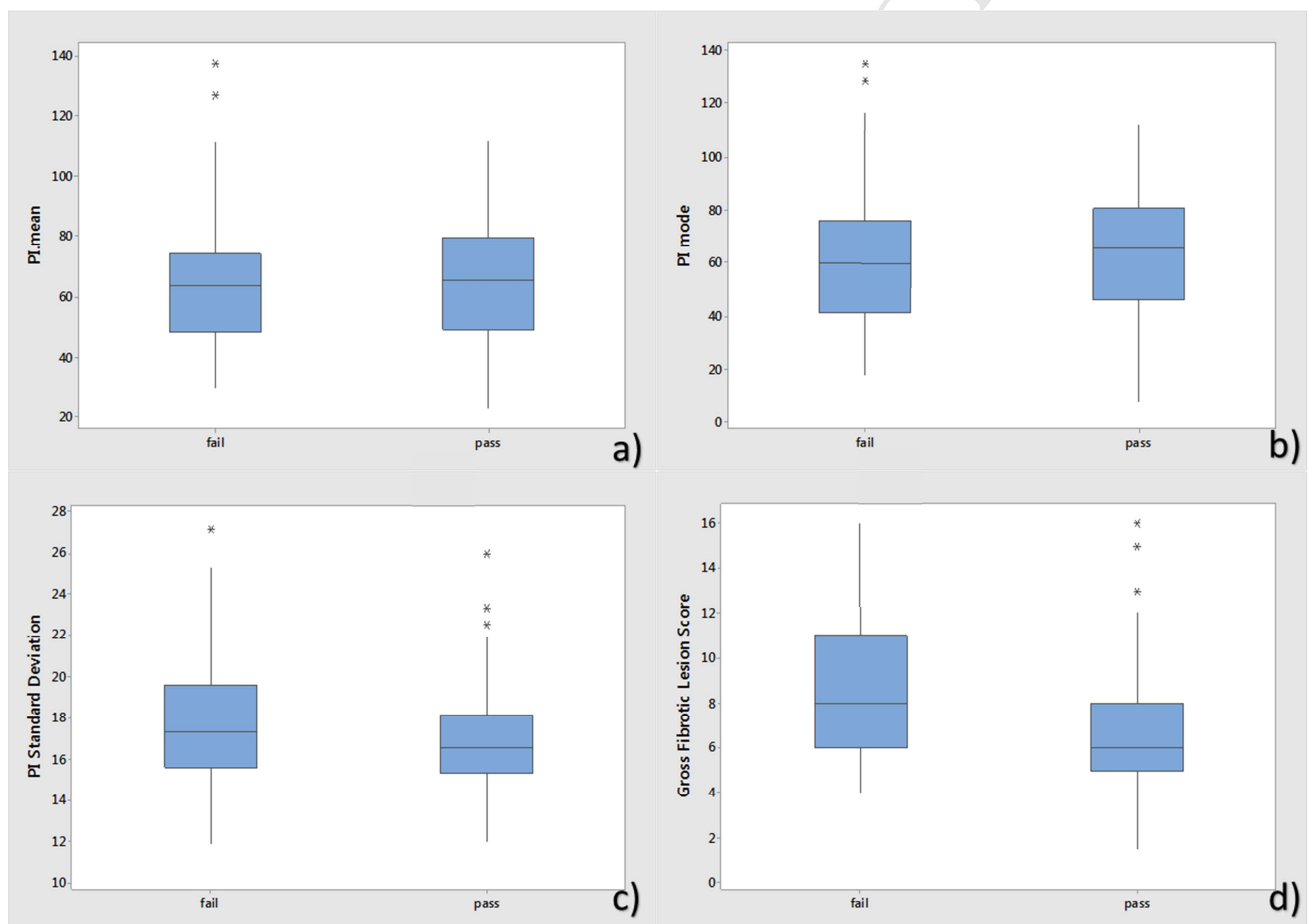 140
120
100
80
60
40
20
PI.mean
fail
pass
a)
140
120
100
80
60
40
20
0
PI mode
fail
pass
b)
28
26
24
22
20
18
16
14
12
10
PI Standard Deviation
fail
pass
c)
16
14
12
10
8
6
4
2
0
Gross Fibrotic Lesion Score
fail
pass
d)